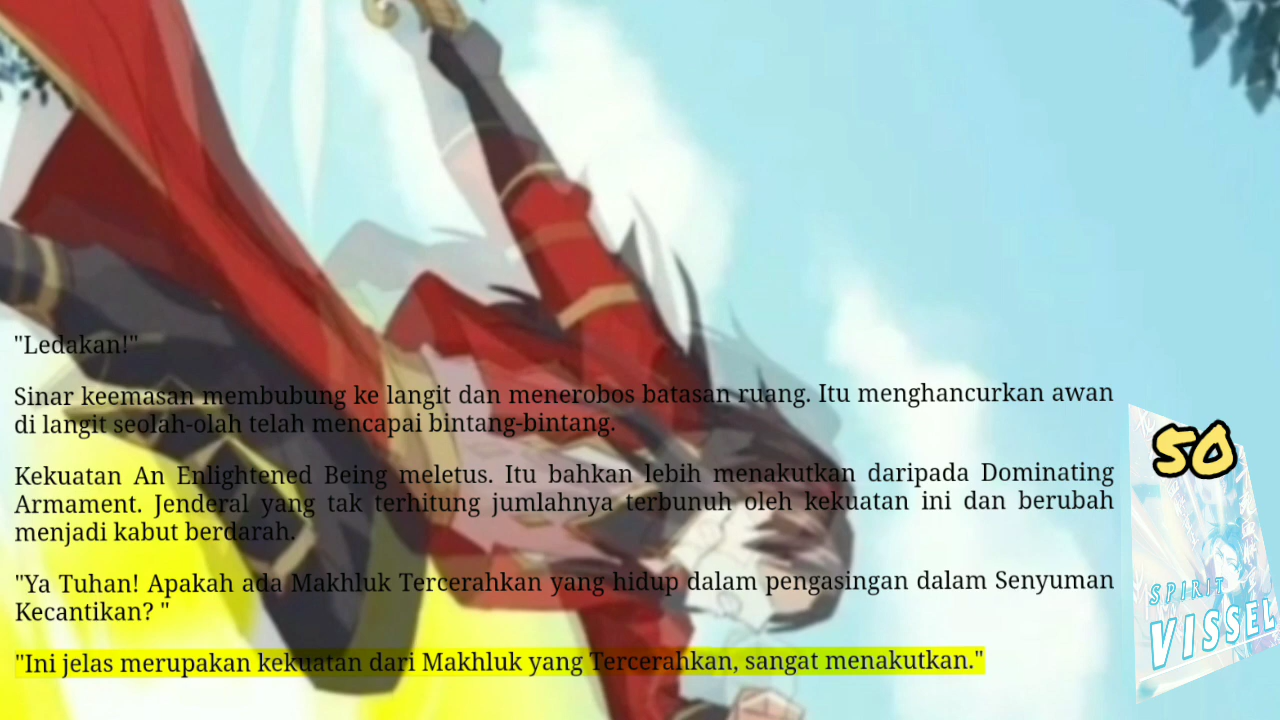 "Ledakan!"
Sinar keemasan membubung ke langit dan menerobos batasan ruang. Itu menghancurkan awan
di langit seolah-olah telah mencapai bintang-bintang.
Kekuatan An Enlightened Being meletus. Itu bahkan lebih menakutkan daripada Dominating
Armament. Jenderal yang tak terhitung jumlahnya terbunuh oleh kekuatan ini dan berubah
menjadi kabut berdarah.
"Ya Tuhan! Apakah ada Makhluk Tercerahkan yang hidup dalam pengasingan dalam Senyuman
Kecantikan? "
"Ini jelas merupakan kekuatan dari Makhluk yang Tercerahkan, sangat menakutkan."
50
SPIRIT
VISSEL